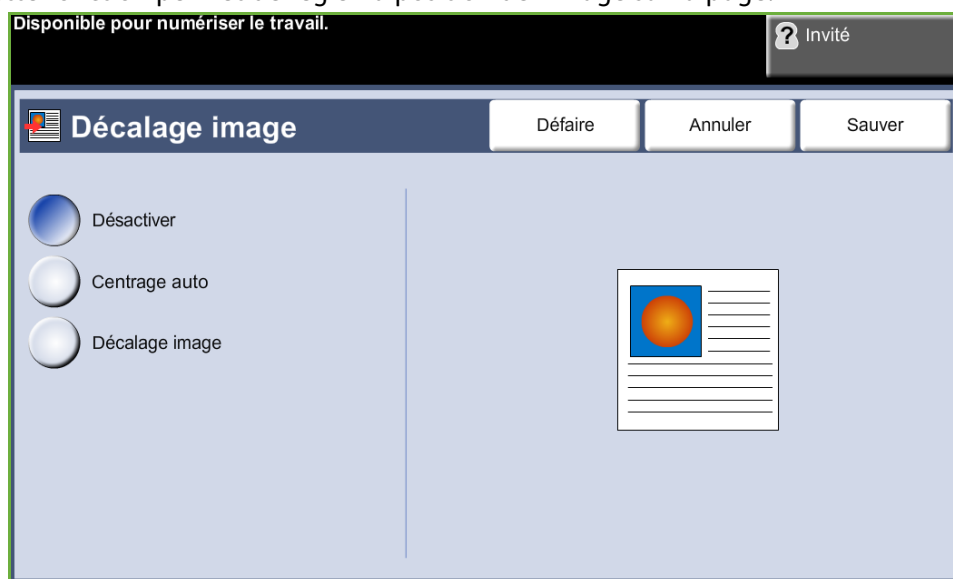 Disponible pour numériser le travail.
? Invité
Décalage image
Défaire
Annuler
Sauver
Désactiver
Centrage auto
Décalage image